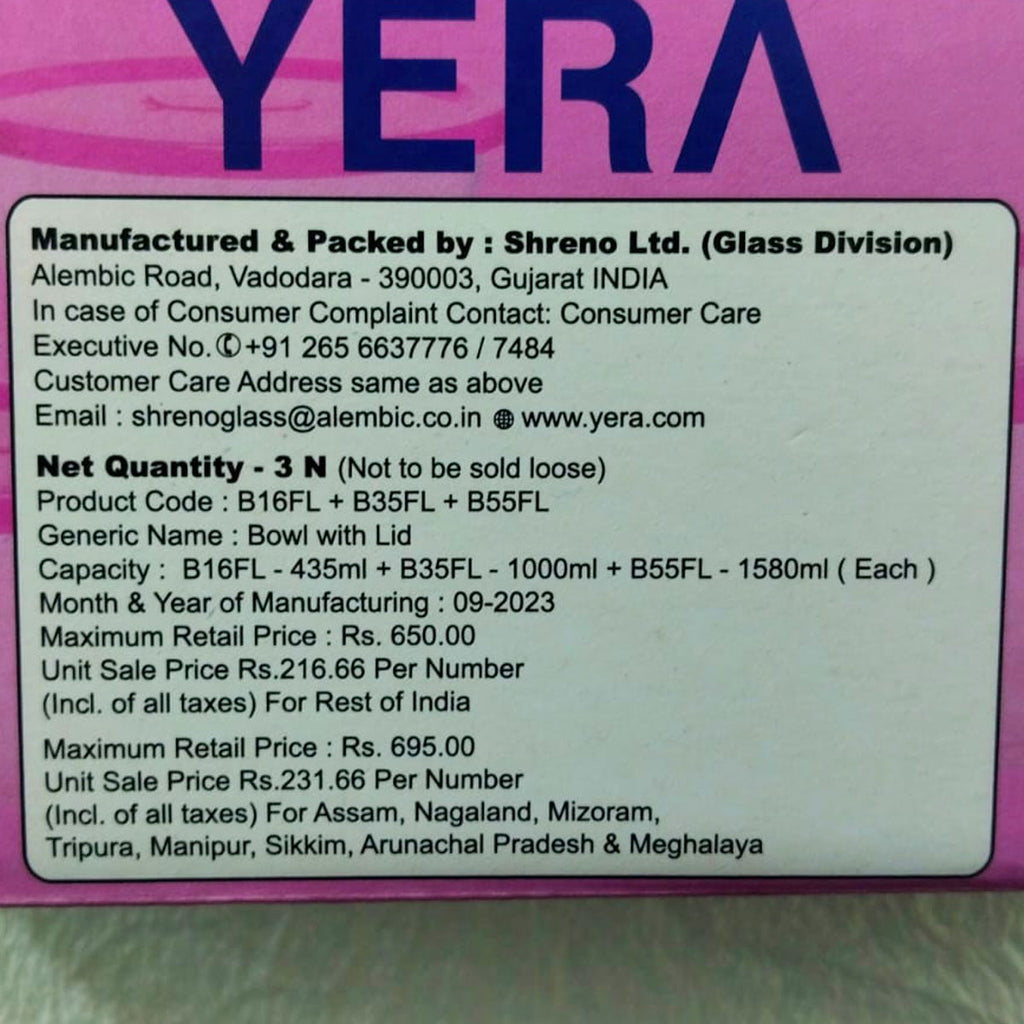 YERA
Manufactured & Packed by : Shreno Ltd. (Glass Division)
Alembic Road, Vadodara - 390003, Gujarat INDIA
In case of Consumer Complaint Contact: Consumer Care
Executive No.✆+91 265 6637776 / 7484
Customer Care Address same as above
Email : shrenoglass@alembic.co.in 🌐 www.yera.com
Net Quantity - 3 N (Not to be sold loose)
Product Code : B16FL + B35FL + B55FL
Generic Name : Bowl with Lid
Capacity : B16FL - 435ml + B35FL - 1000ml + B55FL - 1580ml ( Each )
Month & Year of Manufacturing : 09-2023
Maximum Retail Price : Rs. 650.00
Unit Sale Price Rs.216.66 Per Number
(Incl. of all taxes) For Rest of India
Maximum Retail Price : Rs. 695.00
Unit Sale Price Rs.231.66 Per Number
(Incl. of all taxes) For Assam, Nagaland, Mizoram,
Tripura, Manipur, Sikkim, Arunachal Pradesh & Meghalaya